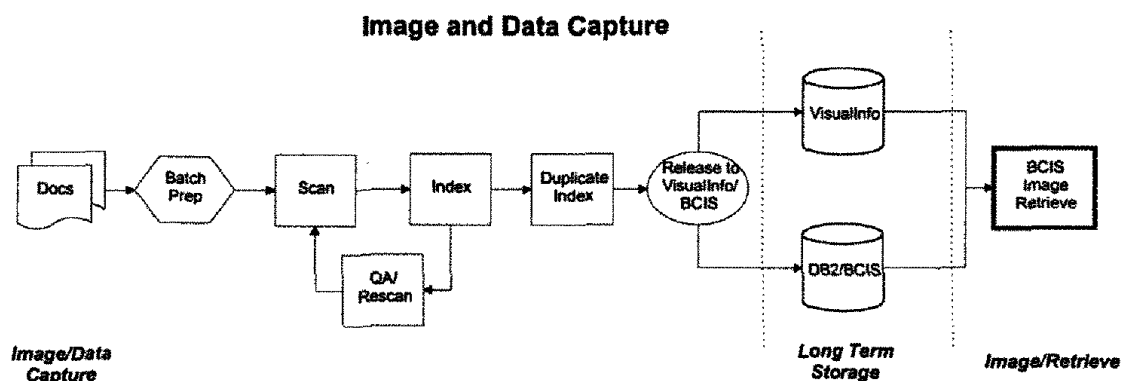 Image and Data Capture
Docs
Batch
Prep
Scan
Index
Duplicate
Index
Release to
VisualInfo/
BCIS
VisualInfo
BCIS
Image
Retrieve
QA/
Rescan
DB2/BCIS
Image/Data
Capture
Long Term
Storage
Image/Retrieve